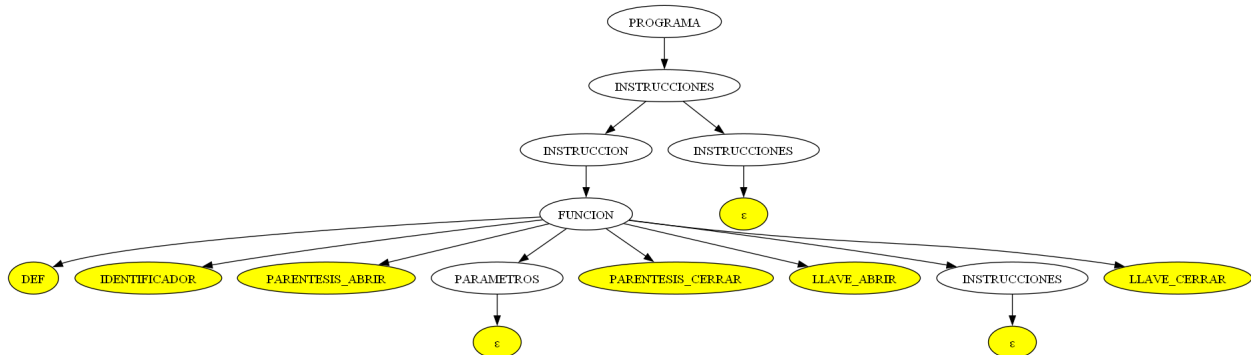 PROGRAMA
INSTRUCCIONES
INSTRUCCION INSTRUCCIONES
FUNCION ε
DEF IDENTIFICADOR PARENTESIS_ABRIR PARAMETROS PARENTESIS_CERRAR LLAVE_ABRIR INSTRUCCIONES LLAVE_CERRAR
ε ε